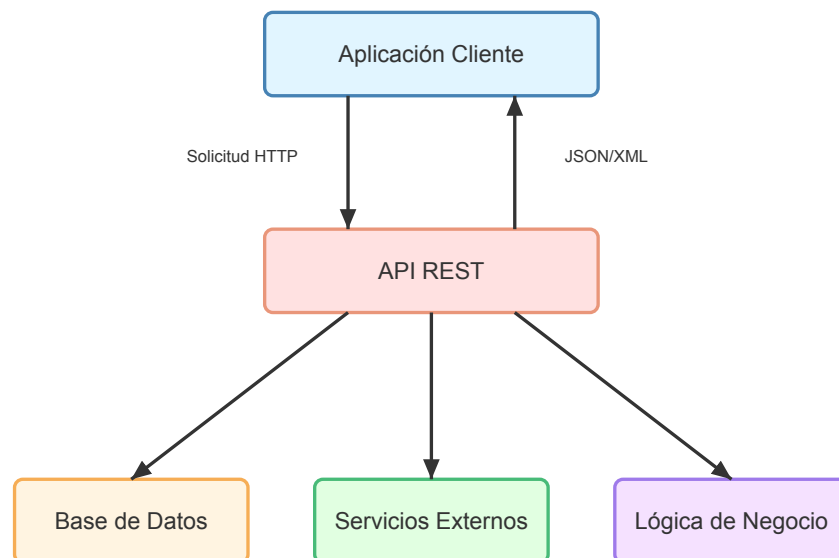 Aplicación Cliente
Solicitud HTTP
JSON/XML
API REST
Base de Datos
Servicios Externos
Lógica de Negocio